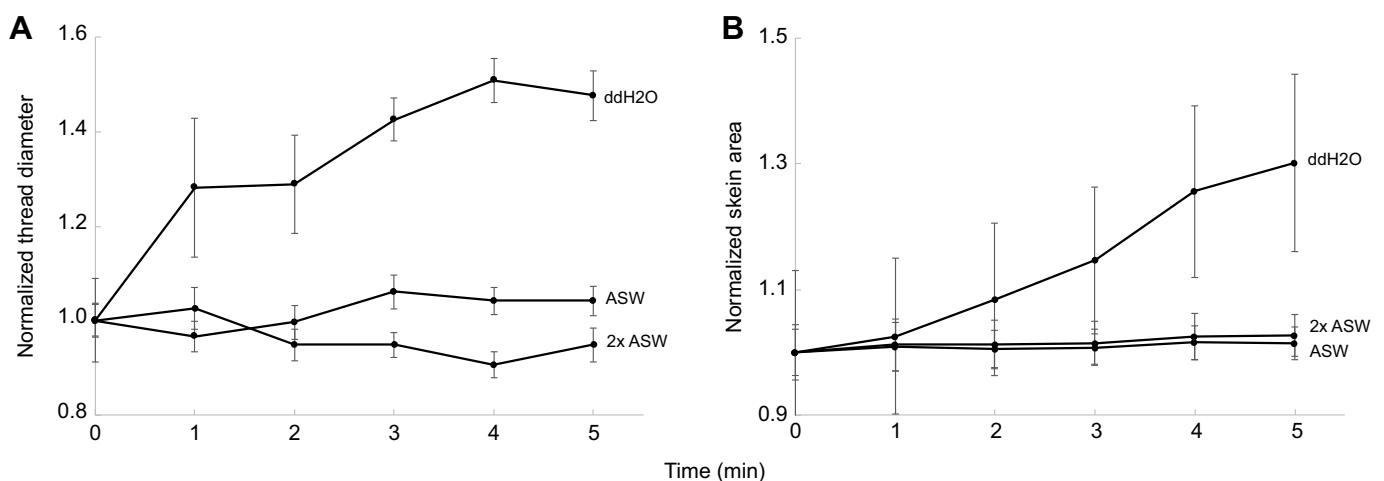 A
Normalized thread diameter
1.6
1.4
1.2
1.0
0.8
0 1 2 3 4 5
ddH2O
ASW
2x ASW
B
Normalized skein area
1.5
1.3
1.1
0.9
0 1 2 3 4 5
ddH2O
2x ASW
ASW
Time (min)